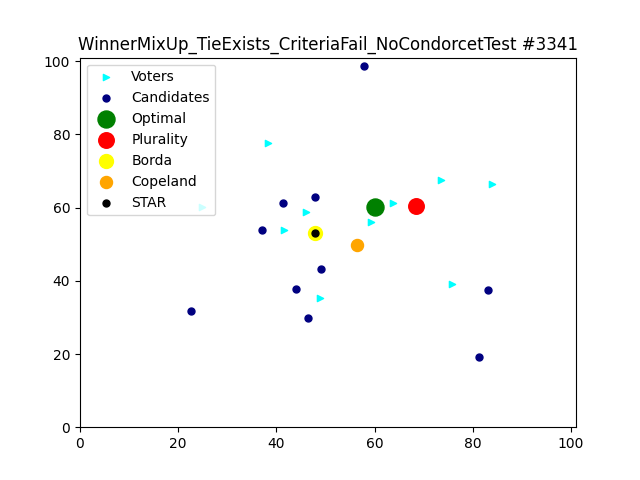 WinnerMixUp_TieExists_CriteriaFail_NoCondorcetTest #3341
Voters
Candidates
Optimal
Plurality
Borda
Copeland
STAR
100
80
60
40
20
0
0 20 40 60 80 100